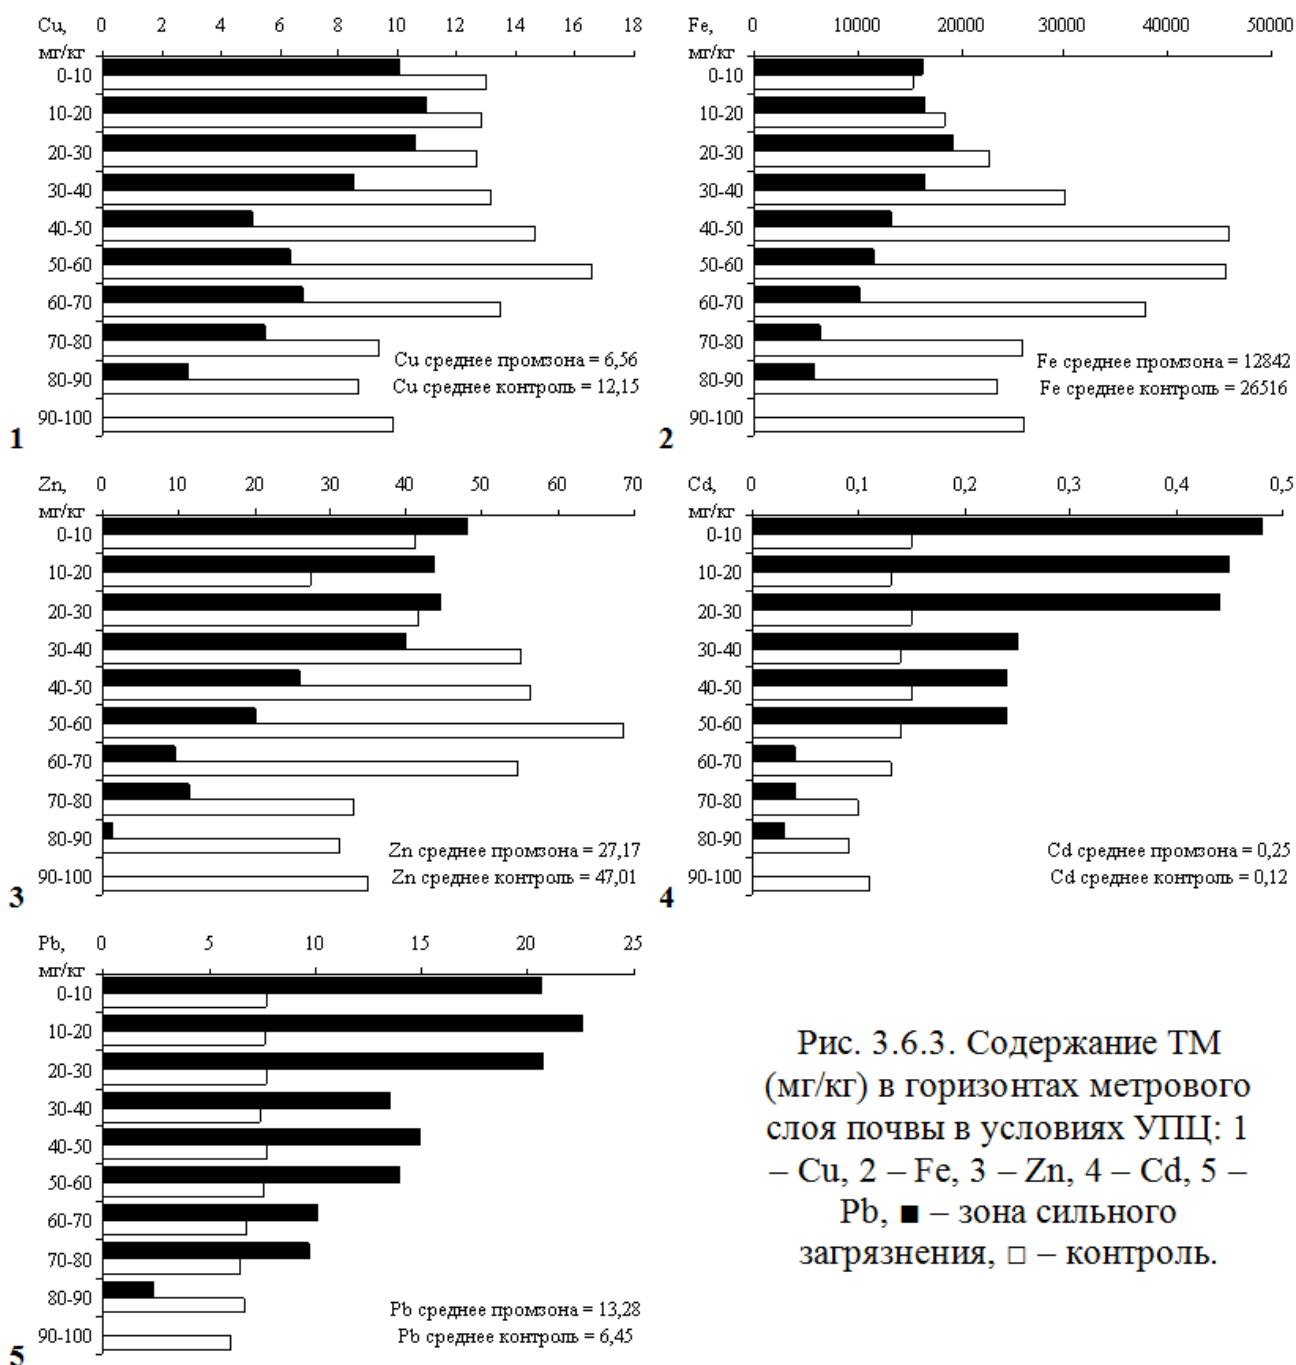 Cu, 0 2 4 6 8 10 12 14 16 18
мг/кг
0-10
10-20
20-30
30-40
40-50
50-60
60-70
70-80
Cu среднее промзона = 6,56
80-90
Cu среднее контроль = 12,15
90-100
1
Fe, 0 10000 20000 30000 40000 50000
мг/кг
0-10
10-20
20-30
30-40
40-50
50-60
60-70
70-80
Fe среднее промзона = 12842
80-90
Fe среднее контроль = 26516
90-100
2
Zn, 0 10 20 30 40 50 60 70
мг/кг
0-10
10-20
20-30
30-40
40-50
50-60
60-70
70-80
80-90
Zn среднее промзона = 27,17
Zn среднее контроль = 47,01
90-100
3
Cd, 0 0,1 0,2 0,3 0,4 0,5
мг/кг
0-10
10-20
20-30
30-40
40-50
50-60
60-70
70-80
80-90
Cd среднее промзона = 0,25
Cd среднее контроль = 0,12
90-100
4
Pb, 0 5 10 15 20 25
мг/кг
0-10
10-20
20-30
30-40
40-50
50-60
60-70
70-80
80-90
Pb среднее промзона = 13,28
Pb среднее контроль = 6,45
90-100
5
Рис. 3.6.3. Содержание ТМ
(мг/кг) в горизонтах метрового
слоя почвы в условиях УПЦ: 1
– Cu, 2 – Fe, 3 – Zn, 4 – Cd, 5 –
Pb, ■ – зона сильного
загрязнения, □ – контроль.